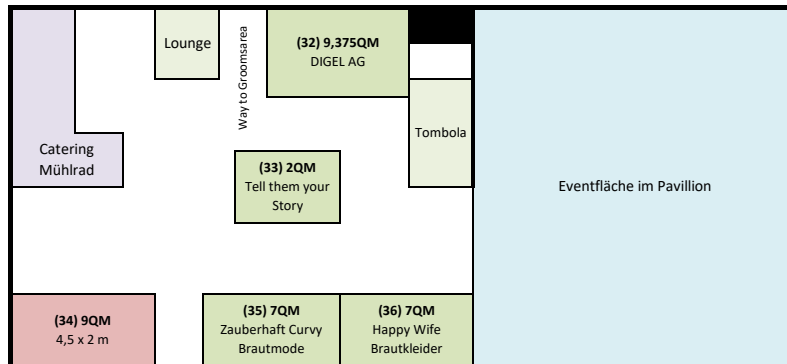 Lounge
Way to Groomsarea
(32) 9,375QM
DIGEL AG
Tombola
Catering
Mühlrad
(33) 2QM
Tell them your
Story
Eventfläche im Pavillion
(34) 9QM
4,5 x 2 m
(35) 7QM
Zauberhaft Curvy
Brautmode
(36) 7QM
Happy Wife
Brautkleider